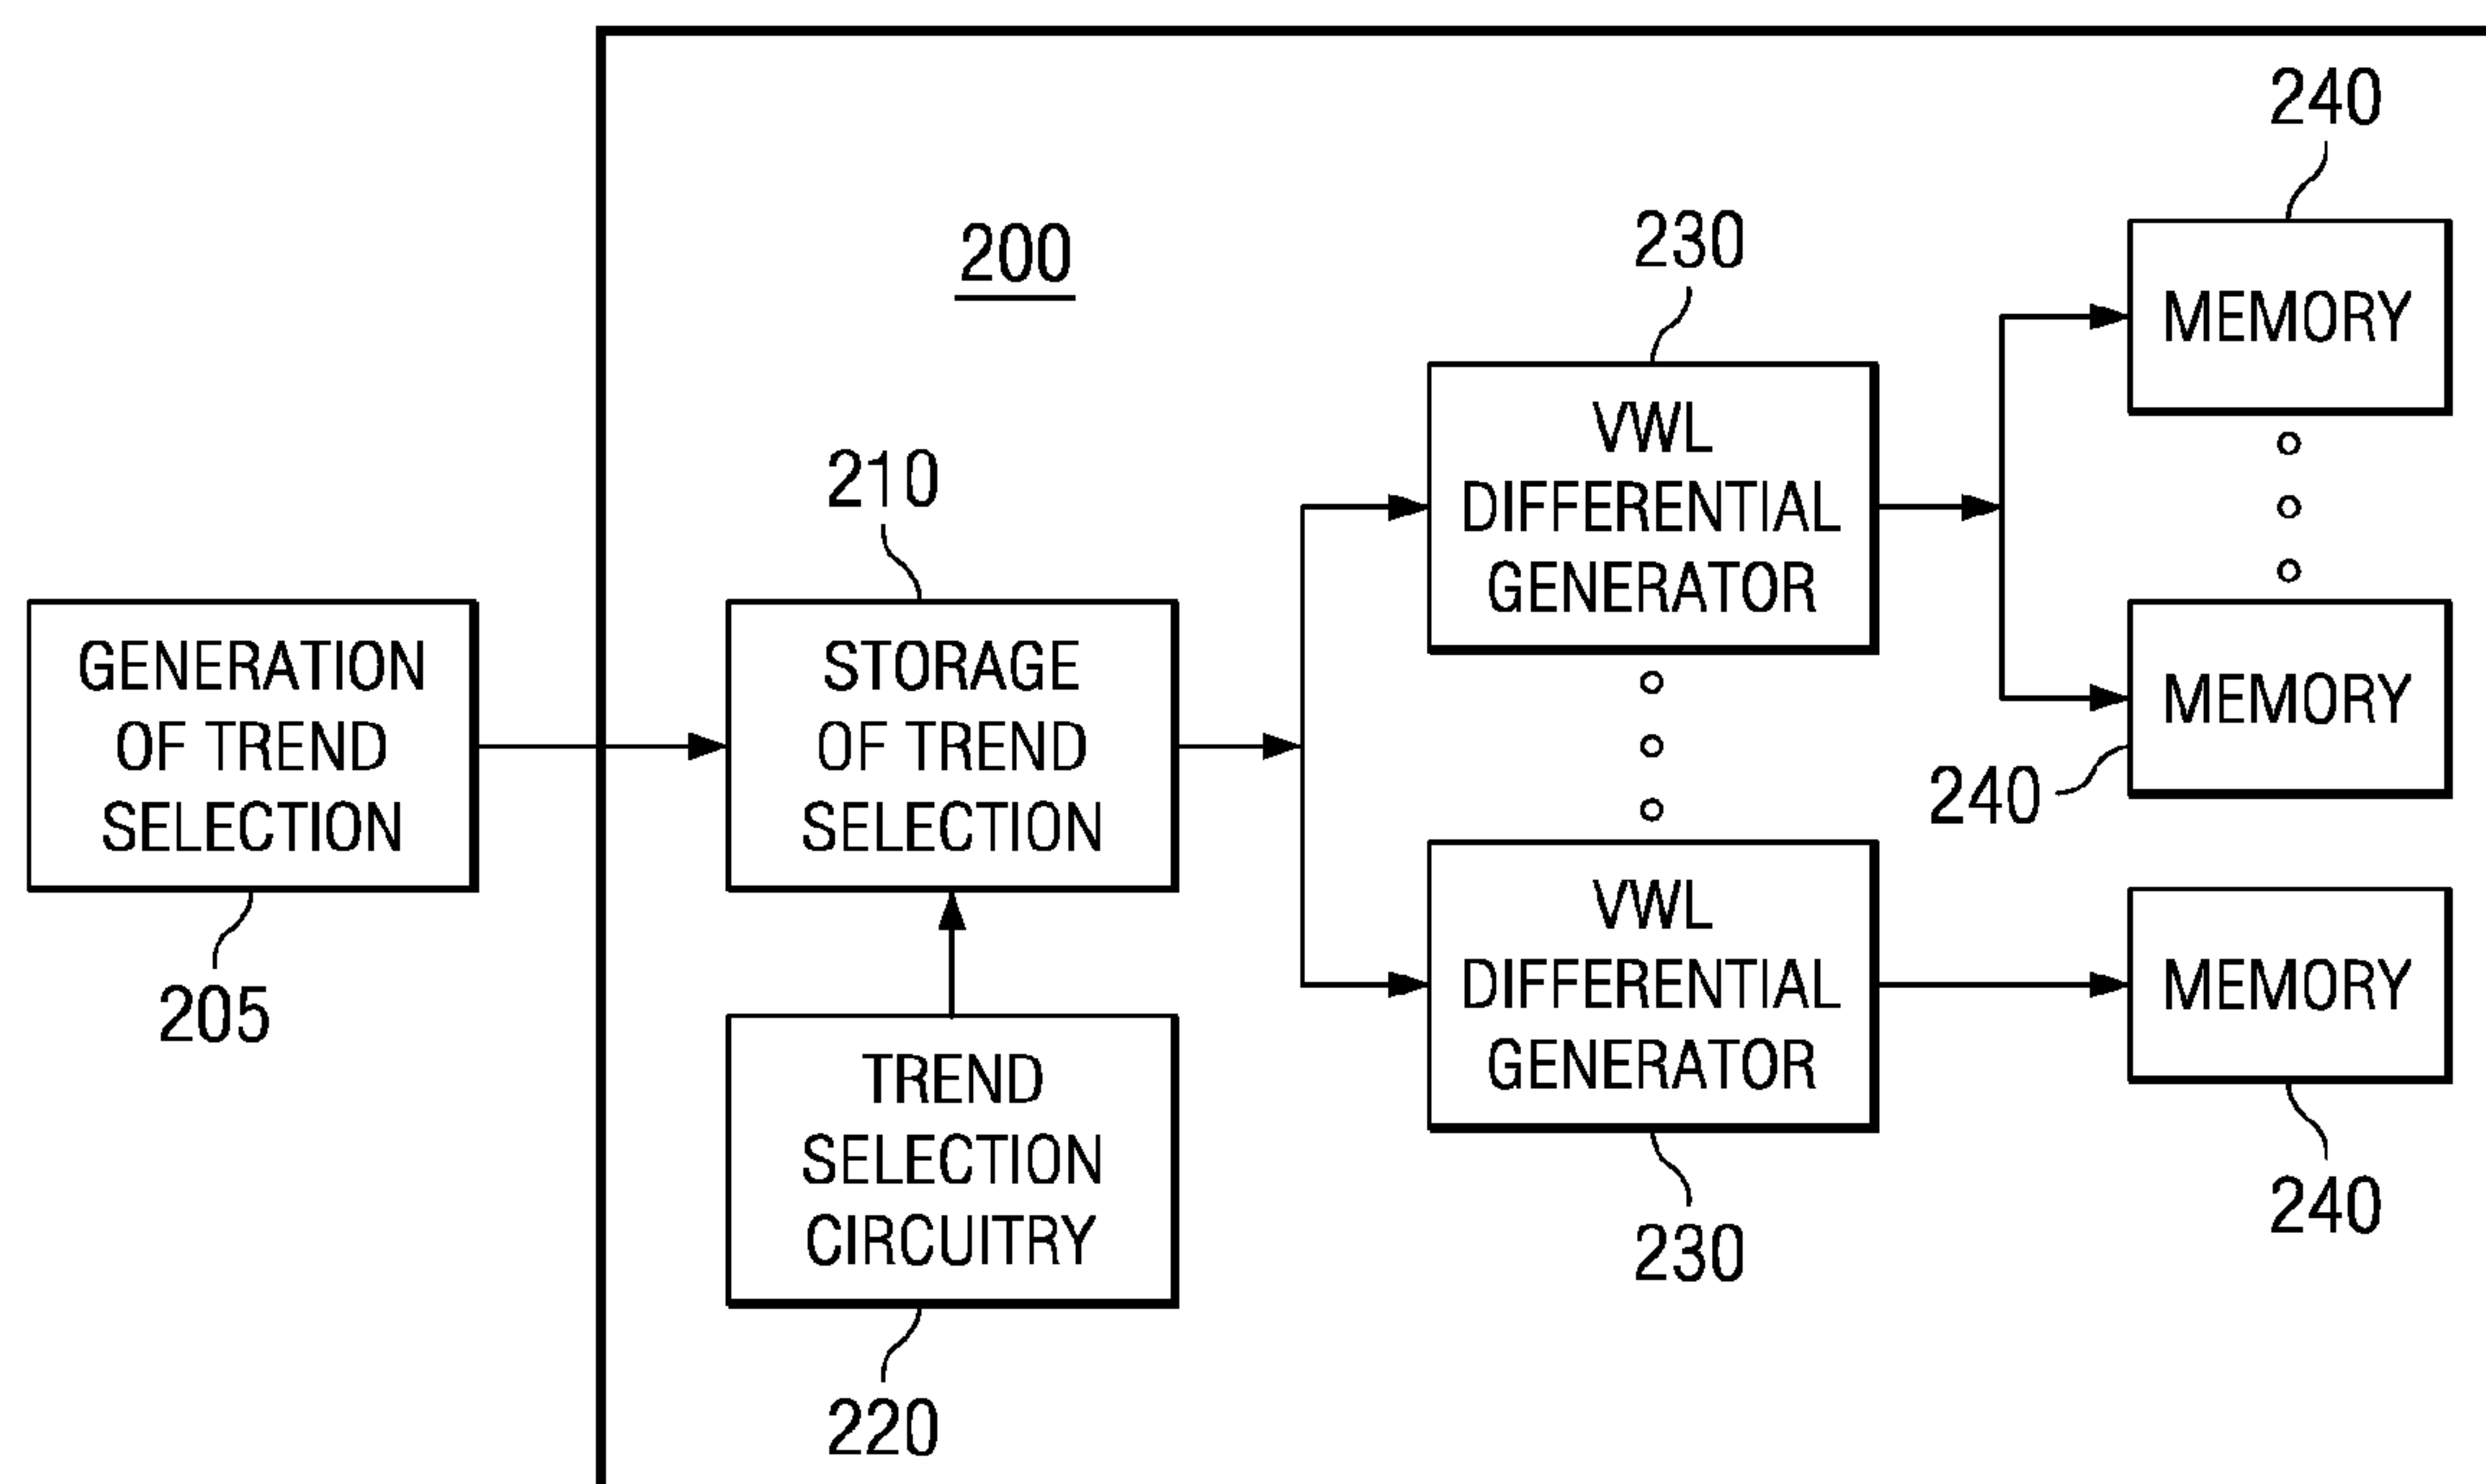 200
GENERATION
OF TREND
SELECTION
205
210
STORAGE
OF TREND
SELECTION
TREND
SELECTION
CIRCUITRY
220
230
VWL
DIFFERENTIAL
GENERATOR
VWL
DIFFERENTIAL
GENERATOR
230
240
MEMORY
MEMORY
240
MEMORY
240